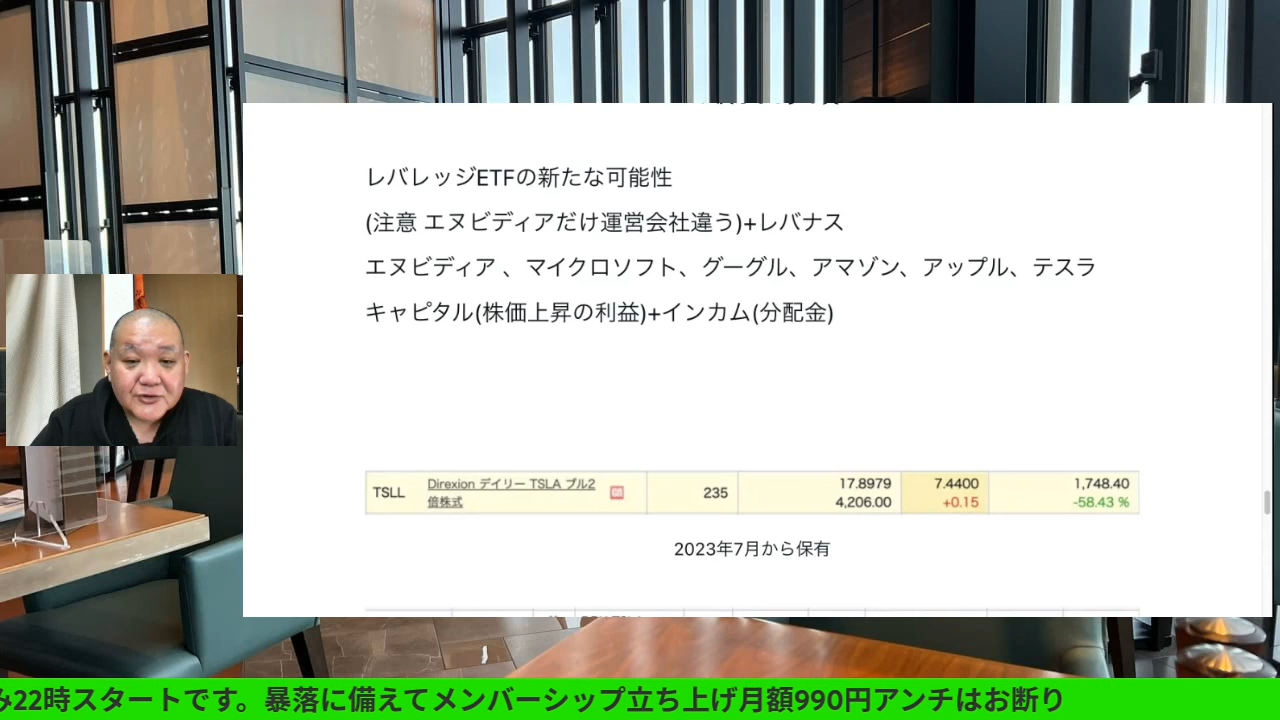 レバレッジETFの新たな可能性
(注意 エヌビディアだけ運営会社違う)+レバナス
エヌビディア 、マイクロソフト、グーグル、アマゾン、アップル、テスラ
キャピタル(株価上昇の利益)+インカム(分配金)
TSLL Direxion デイリー TSLA ブル2倍株式 235 17.8979 7.4400 1,748.40
4,206.00 +0.15 -58.43 %
2023年7月から保有
み22時スタートです。暴落に備えてメンバーシップ立ち上げ月額990円アンチはお断り